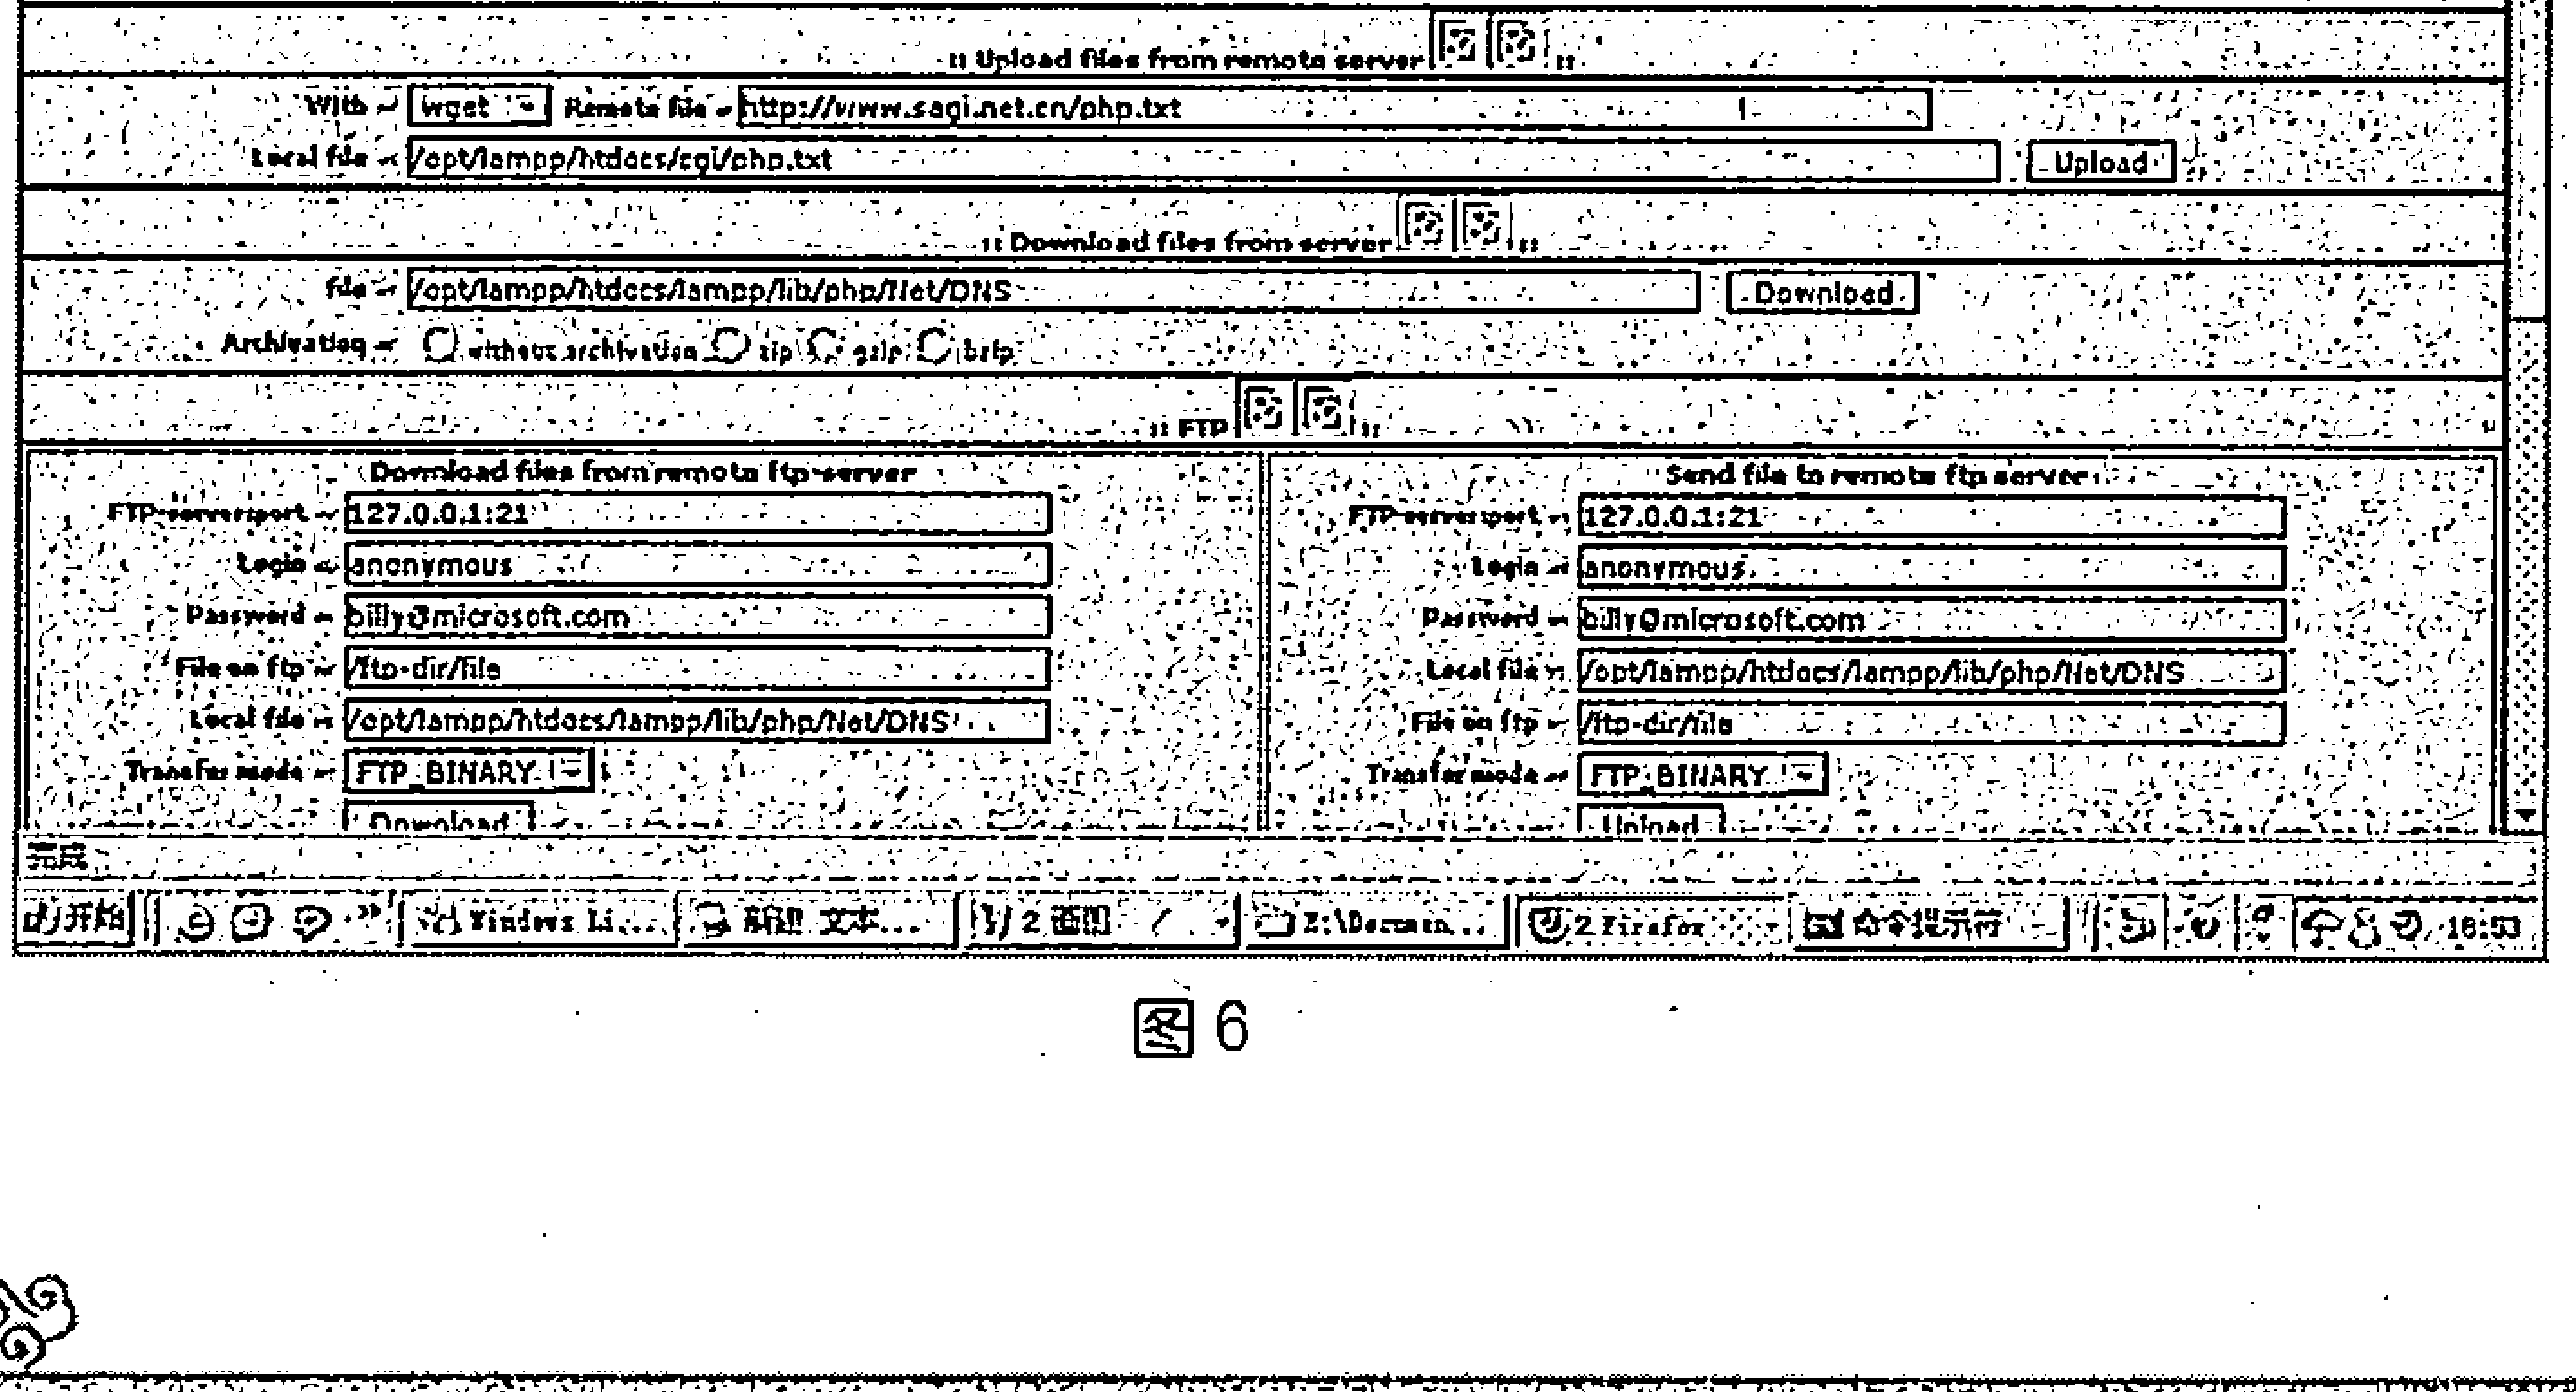 :: Upload files from remote server ::
With wget Remote file http://www.sagi.net.cn/php.txt
Local file /opt/lampp/htdocs/cgi/php.txt Upload
:: Download files from server ::
file /opt/lampp/htdocs/lampp/lib/php/Net/DNS Download
Archivation without archivation zip gzip bzip
:: FTP ::
Download files from remote ftp-server
FTP-server:port 127.0.0.1:21
Login anonymous
Password billy@microsoft.com
File on ftp /ftp-dir/file
Local file /opt/lampp/htdocs/lampp/lib/php/Net/DNS
Transfer mode FTP_BINARY
Download
Send file to remote ftp server
FTP-server:port 127.0.0.1:21
Login anonymous
Password billy@microsoft.com
Local file /opt/lampp/htdocs/lampp/lib/php/Net/DNS
File on ftp /ftp-dir/file
Transfer mode FTP_BINARY
Upload
完成
开始 Windows Li... 文本... 2 Firefox 命令提示符 16:53
图 6